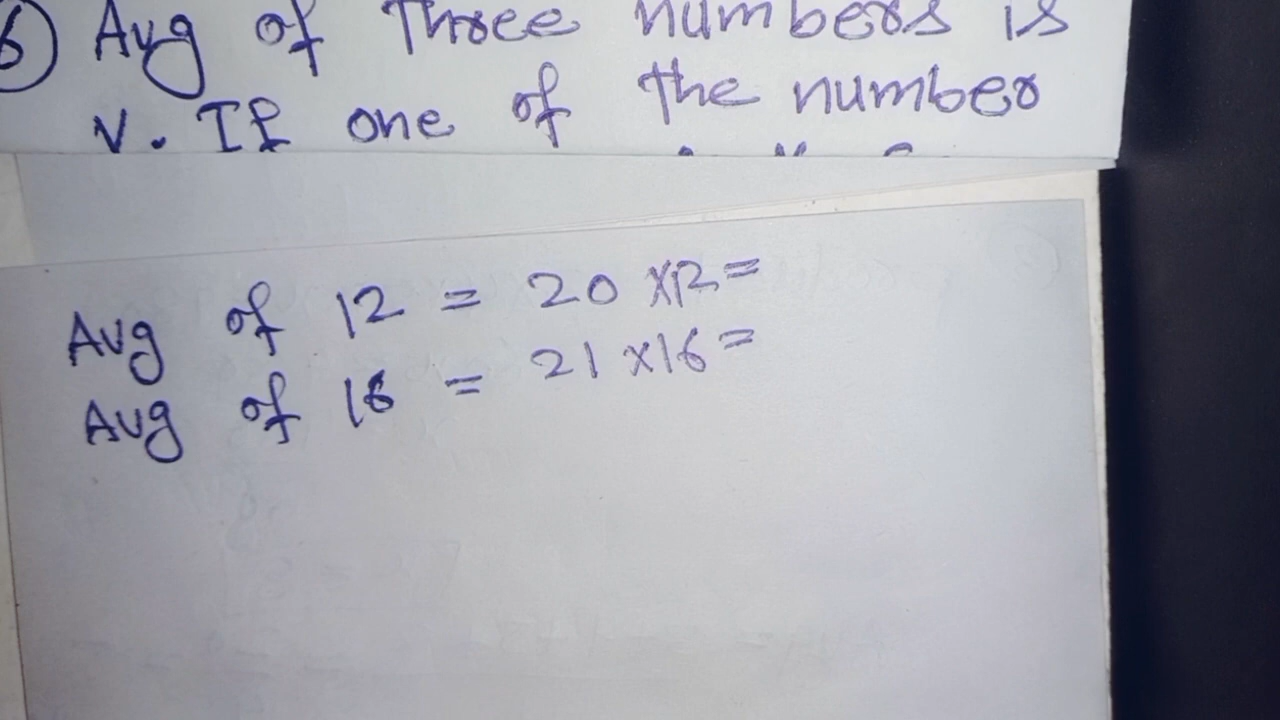 6) Avg of Three numbers is
V. If one of the number
Avg of 12 = 20 x12 =
Avg of 16 = 21 x16 =